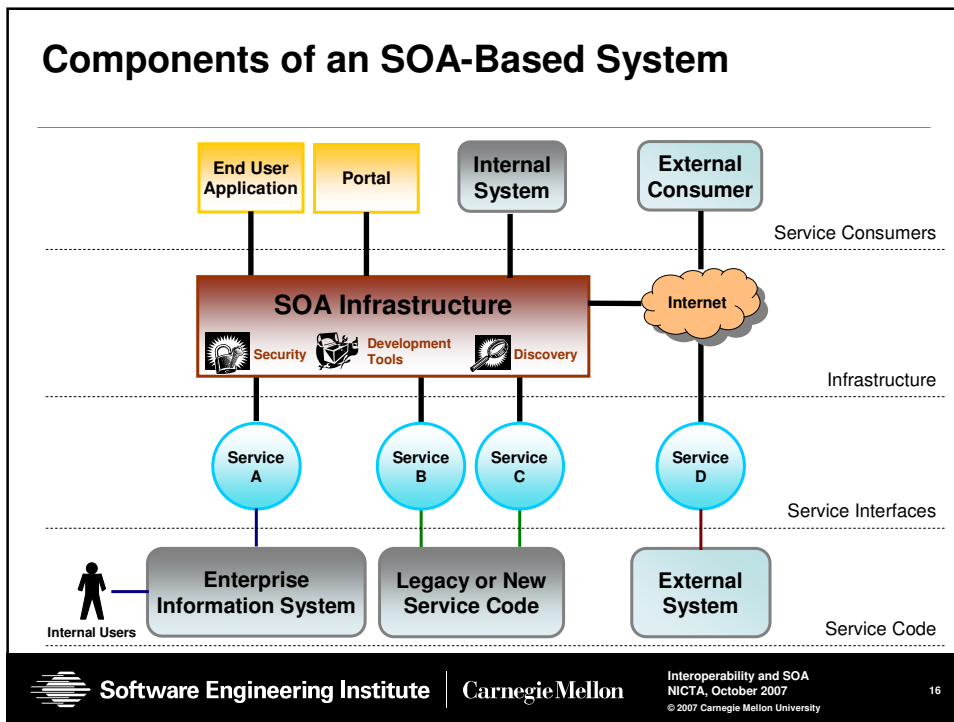 Components of an SOA-Based System
End User
Application
Portal
Internal
System
External
Consumer
Service Consumers
SOA Infrastructure
Internet
Security
Development
Tools
Discovery
Infrastructure
Service
A
Service
B
Service
C
Service
D
Service Interfaces
Enterprise
Information System
Legacy or New
Service Code
External
System
Internal Users
Service Code
Software Engineering Institute
CarnegieMellon
Interoperability and SOA
NICTA, October 2007
© 2007 Carnegie Mellon University
16